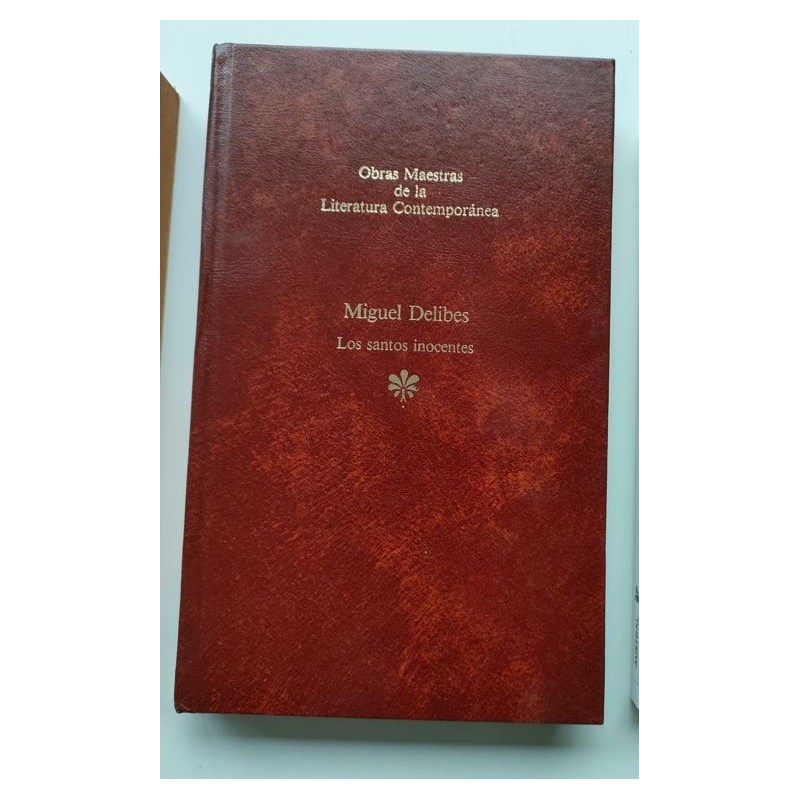 Obras Maestras
de la
Literatura Contemporánea
Miguel Delibes
Los santos inocentes